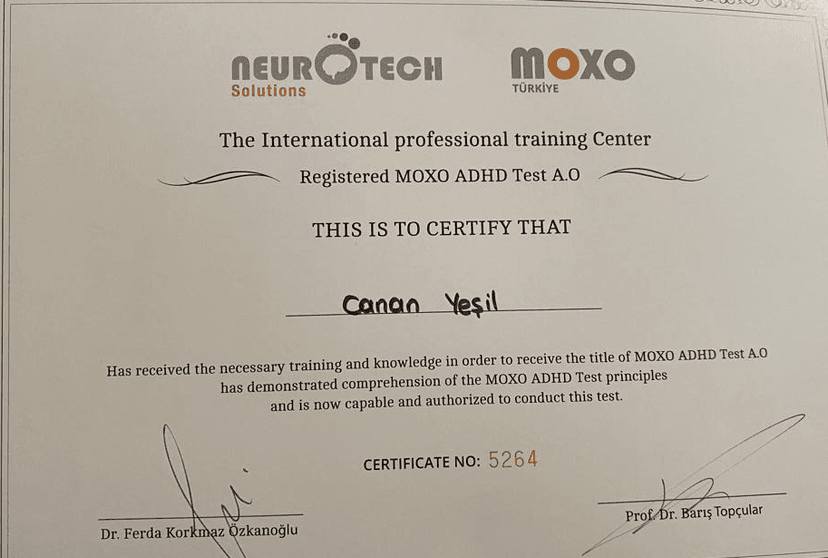 NEUROTECH
Solutions
MOXO
TÜRKİYE
The International professional training Center
Registered MOXO ADHD Test A.O
THIS IS TO CERTIFY THAT
Canan Yeşil
Has received the necessary training and knowledge in order to receive the title of MOXO ADHD Test A.O
has demonstrated comprehension of the MOXO ADHD Test principles
and is now capable and authorized to conduct this test.
CERTIFICATE NO: 5264
Dr. Ferda Korkmaz Özkanoğlu
Prof. Dr. Barış Topçular